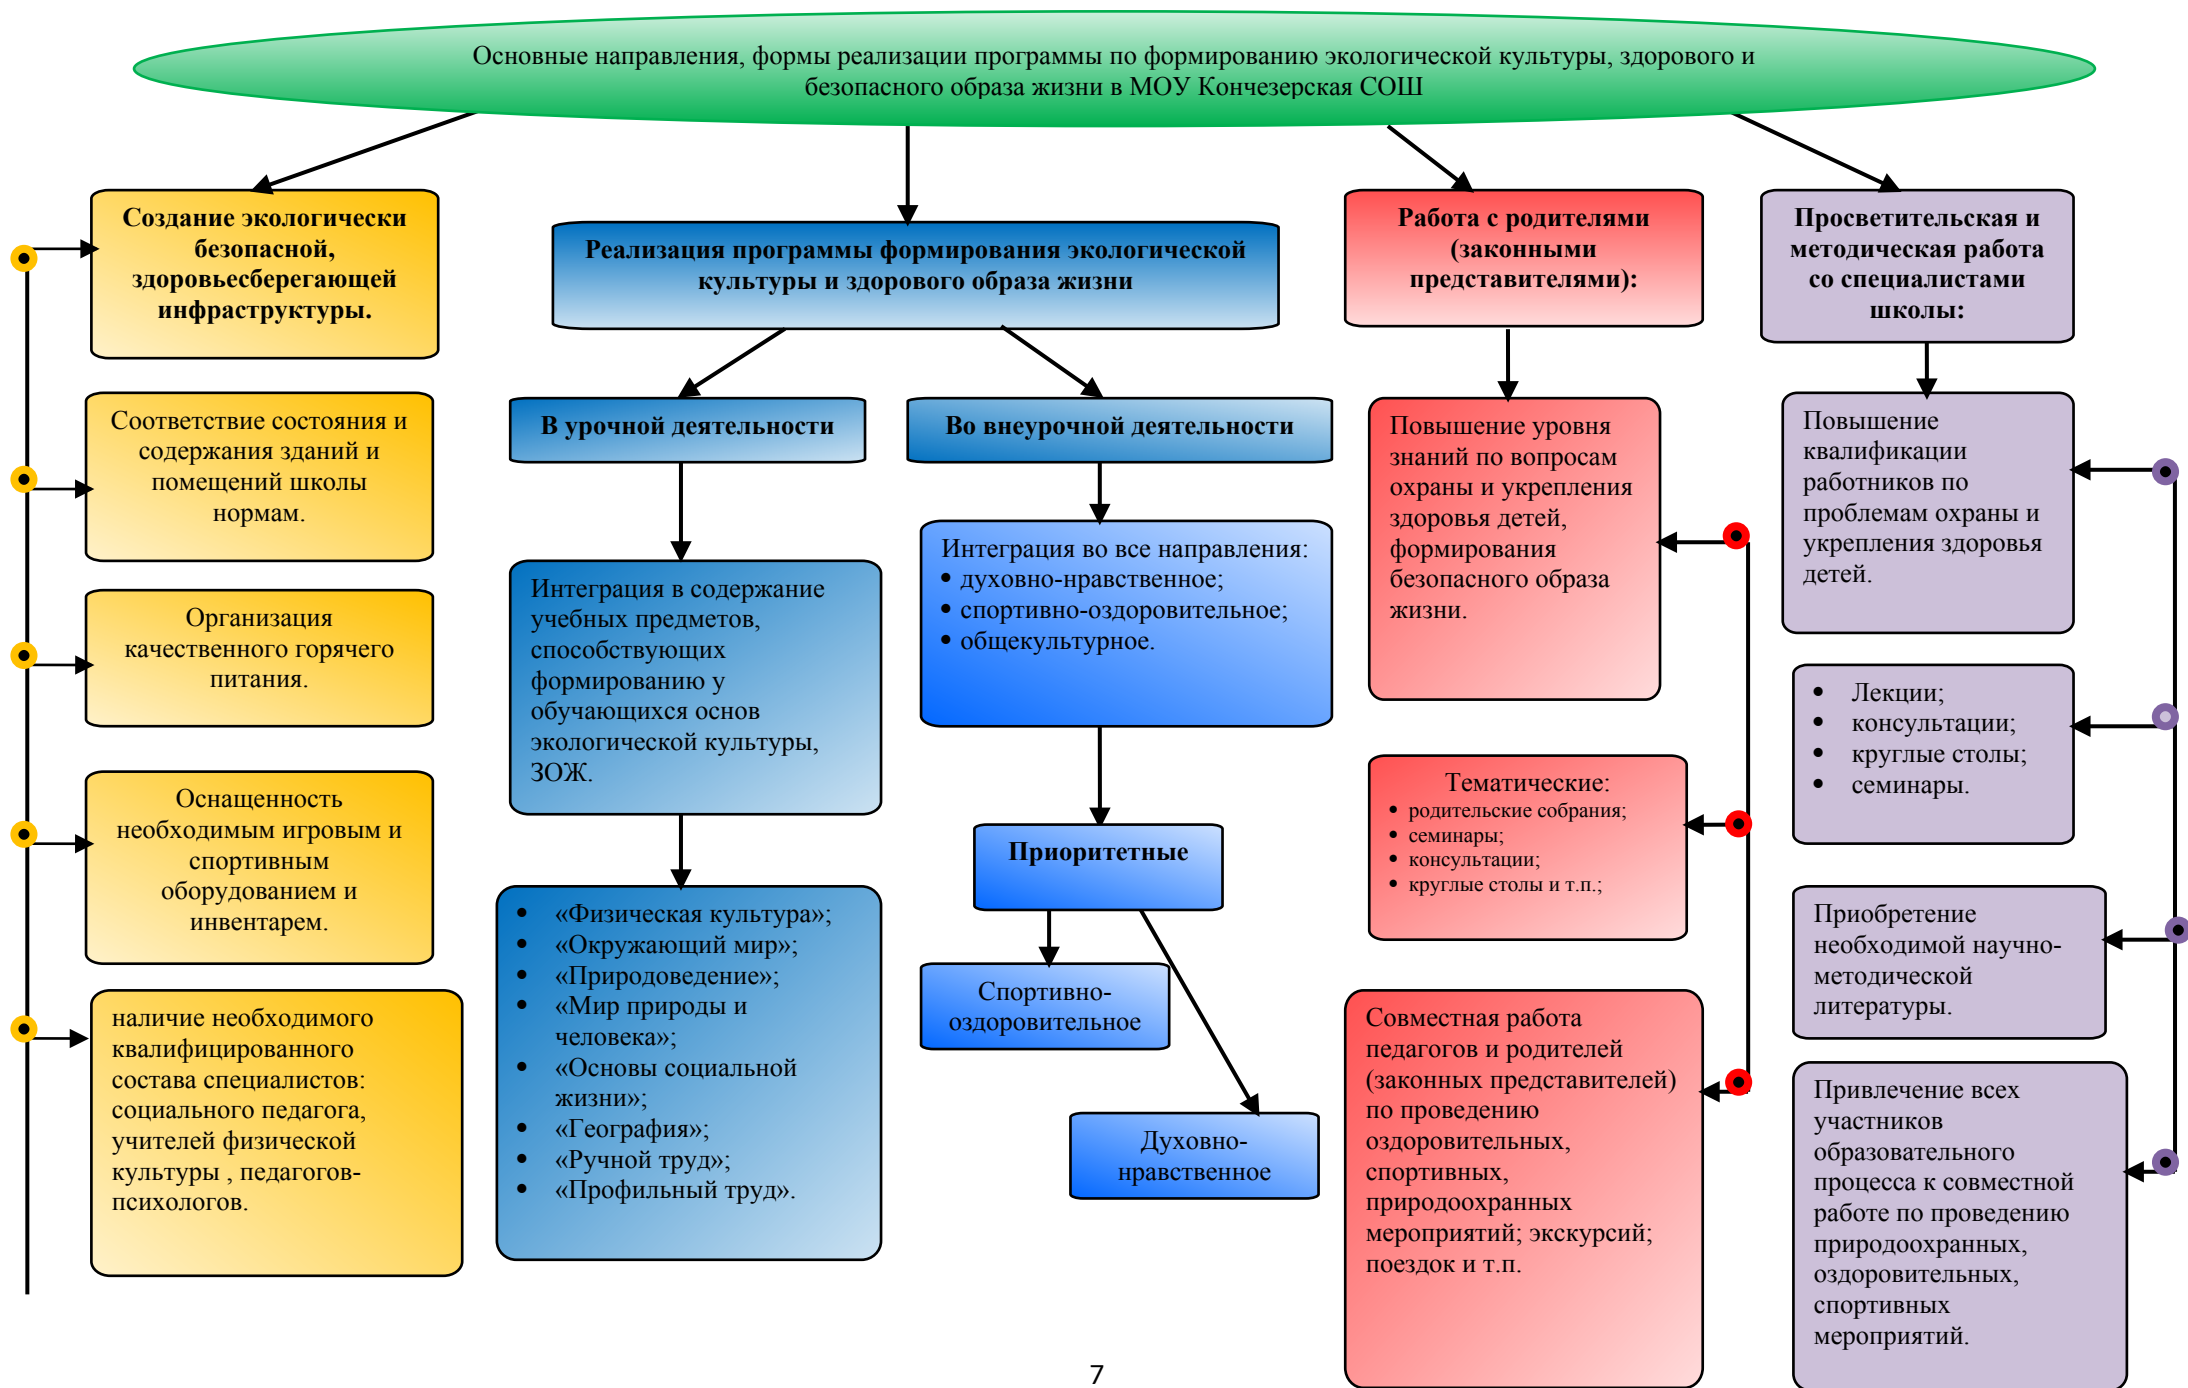 Основные направления, формы реализации программы по формированию экологической культуры, здорового и
безопасного образа жизни в МОУ Кончезерская СОШ
Создание экологически
безопасной,
здоровьесберегающей
инфраструктуры.
Соответствие состояния и
содержания зданий и
помещений школы
нормам.
Организация
качественного горячего
питания.
Оснащенность
необходимым игровым и
спортивным
оборудованием и
инвентарем.
наличие необходимого
квалифицированного
состава специалистов:
социального педагога,
учителей физической
культуры , педагогов-
психологов.
Реализация программы формирования экологической
культуры и здорового образа жизни
В урочной деятельности
Интеграция в содержание
учебных предметов,
способствующих
формированию у
обучающихся основ
экологической культуры,
ЗОЖ.
• «Физическая культура»;
• «Окружающий мир»;
• «Природоведение»;
• «Мир природы и
человека»;
• «Основы социальной
жизни»;
• «География»;
• «Ручной труд»;
• «Профильный труд».
Во внеурочной деятельности
Интеграция во все направления:
• духовно-нравственное;
• спортивно-оздоровительное;
• общекультурное.
Приоритетные
Спортивно-
оздоровительное
Духовно-
нравственное
Работа с родителями
(законными
представителями):
Повышение уровня
знаний по вопросам
охраны и укрепления
здоровья детей,
формирования
безопасного образа
жизни.
Тематические:
• родительские собрания;
• семинары;
• консультации;
• круглые столы и т.п.;
Совместная работа
педагогов и родителей
(законных представителей)
по проведению
оздоровительных,
спортивных,
природоохранных
мероприятий; экскурсий;
поездок и т.п.
Просветительская и
методическая работа
со специалистами
школы:
Повышение
квалификации
работников по
проблемам охраны и
укрепления здоровья
детей.
• Лекции;
• консультации;
• круглые столы;
• семинары.
Приобретение
необходимой научно-
методической
литературы.
Привлечение всех
участников
образовательного
процесса к совместной
работе по проведению
природоохранных,
оздоровительных,
спортивных
мероприятий.
7